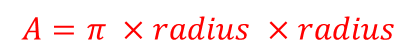 A = π × radius × radius